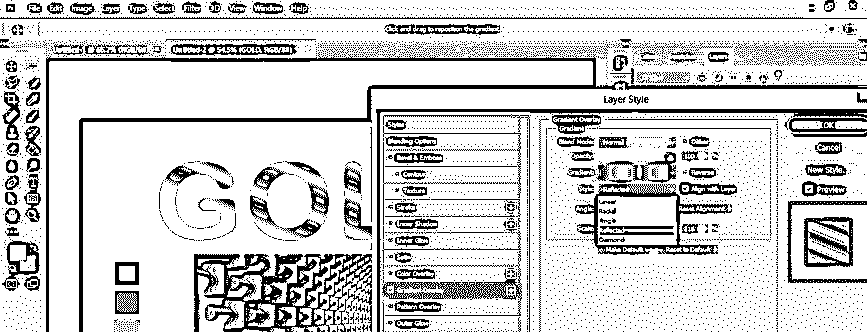 File Edit Image Layer Type Select Filter 3D View Window Help
Click and drag to reposition the gradient.
Untitled-2 @ 54.5% (GOLD, RGB/8#)
Layer Style
GOL
Styles
Blending Options
Bevel & Emboss
Contour
Texture
Stroke
Inner Shadow
Inner Glow
Satin
Color Overlay
Pattern Overlay
Outer Glow
Gradient Overlay
Gradient
Blend Mode: Normal
Dither
Opacity:
Gradient:
Reverse
Style: Reflected
Align with Layer
Linear
Radial
Angle
Reflected
Diamond
Angle:
Reset Alignment
Scale:
Make Default
Reset to Default
OK
Cancel
New Style...
Preview